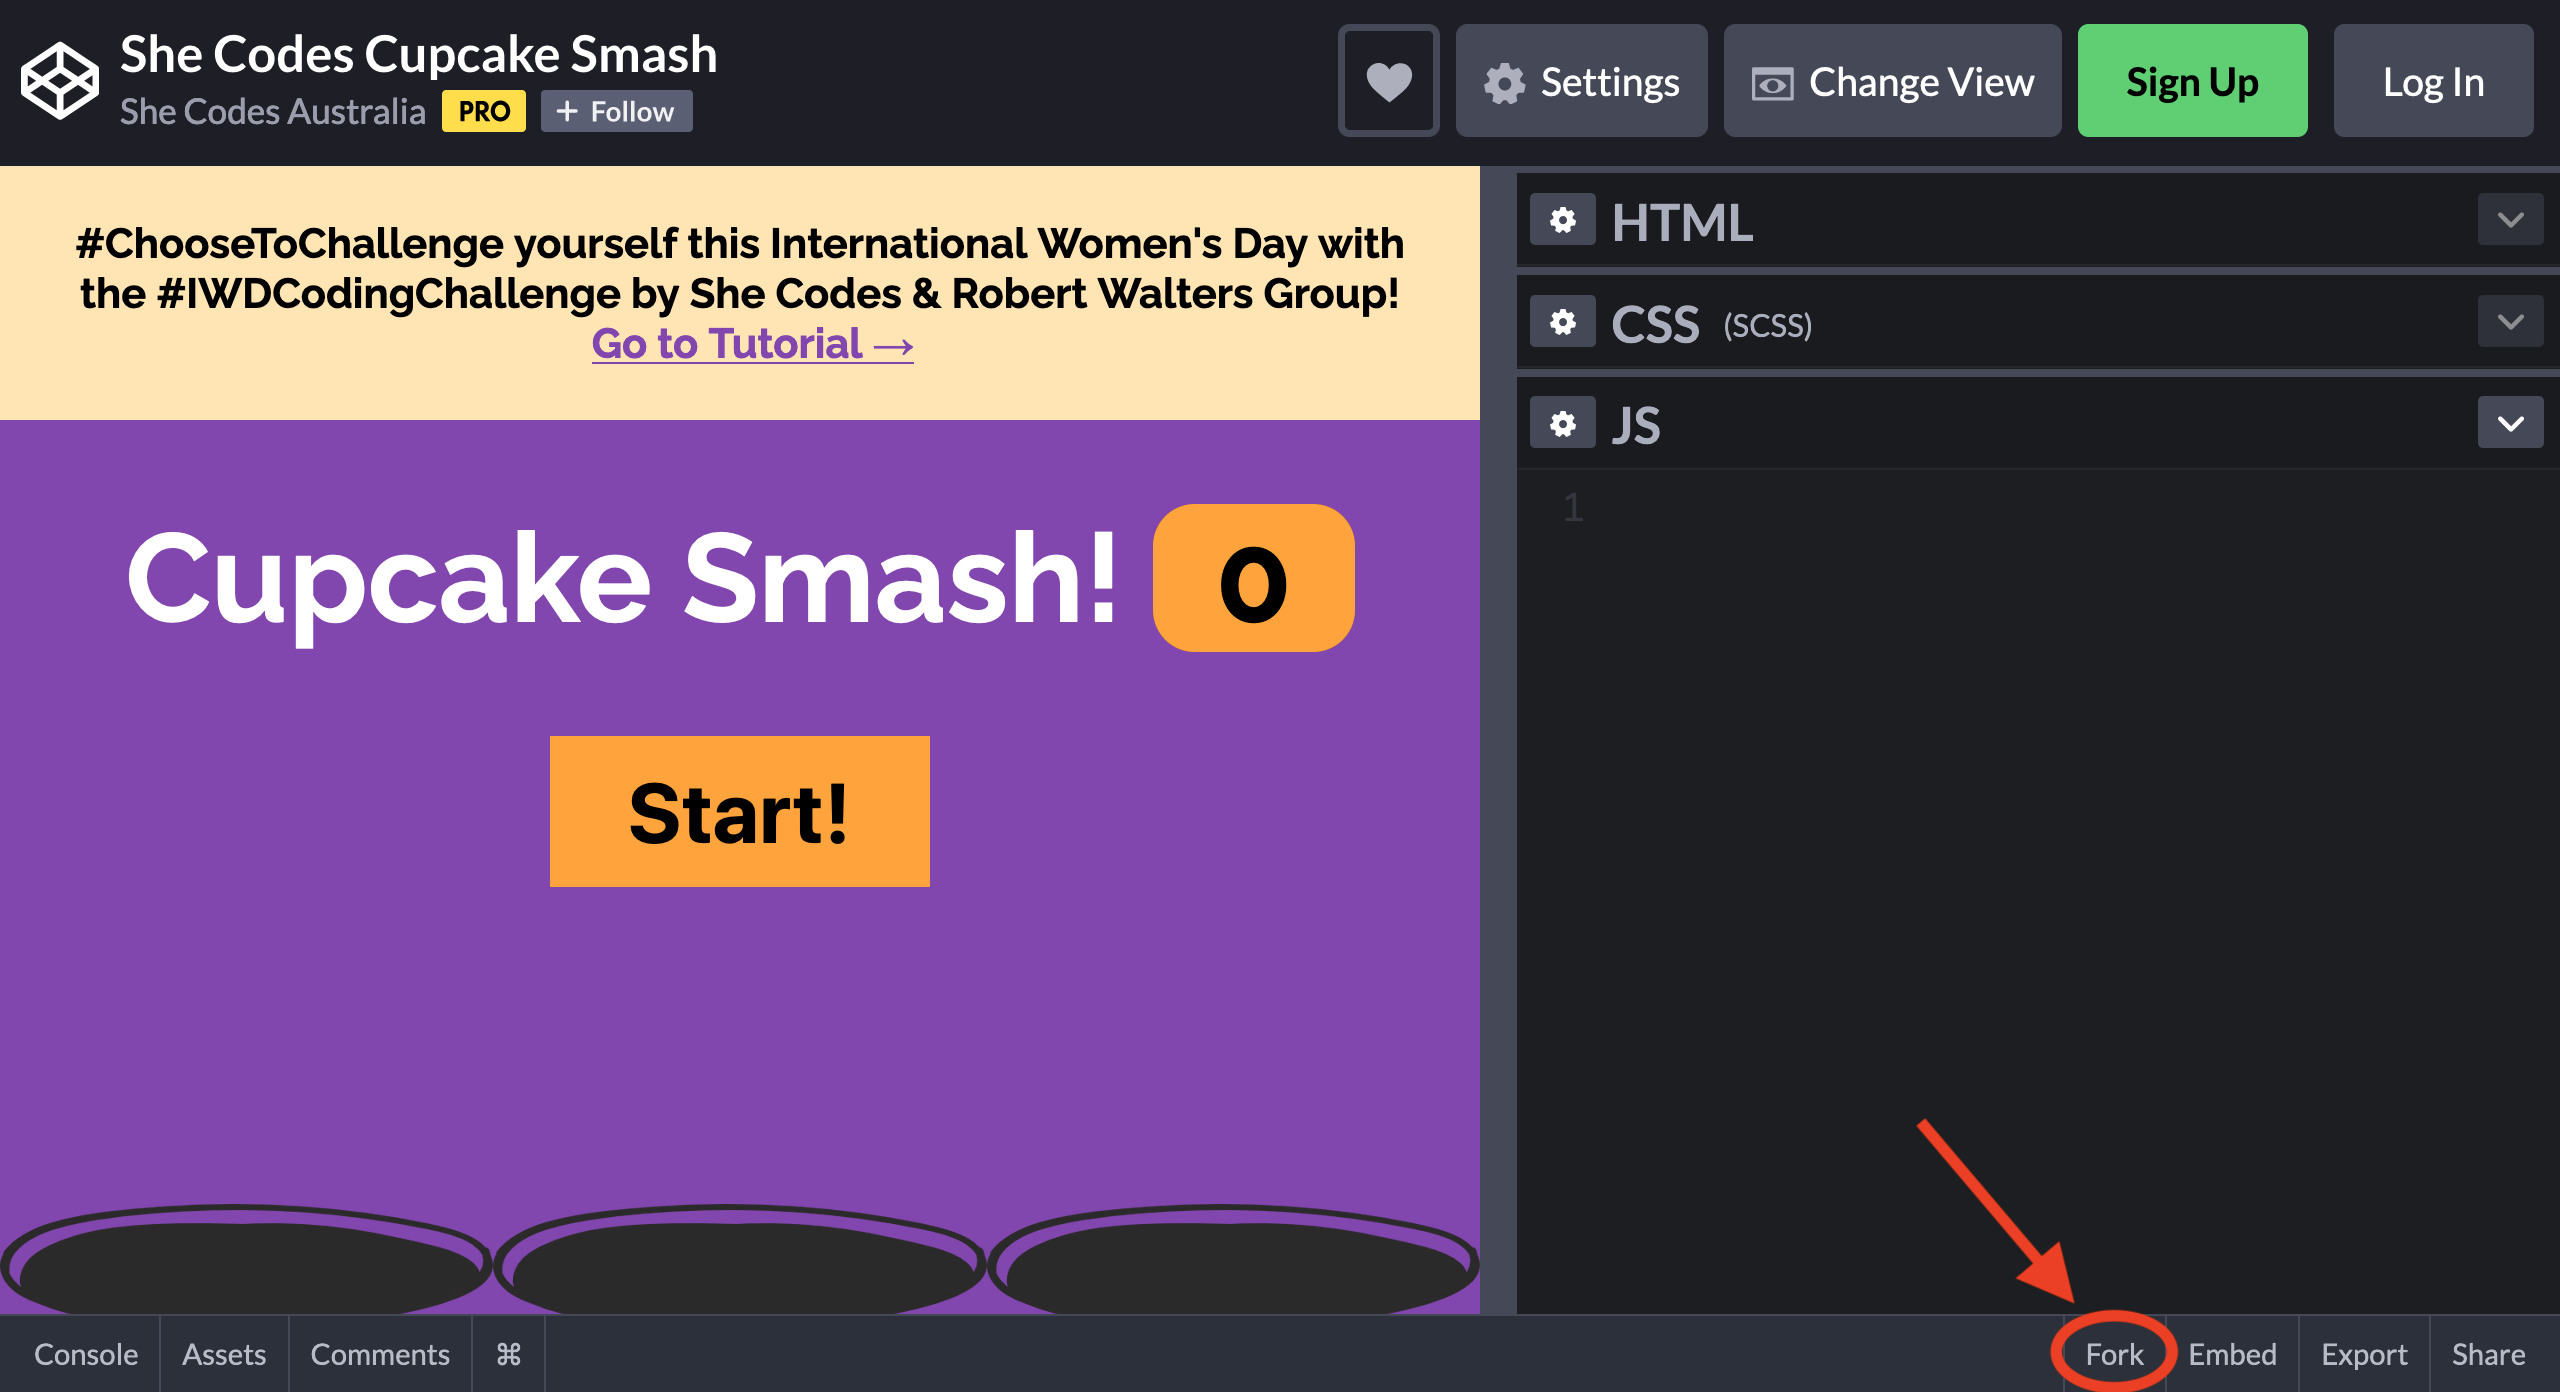 She Codes Cupcake Smash
She Codes Australia PRO + Follow
Settings
Change View
Sign Up
Log In
#ChooseToChallenge yourself this International Women's Day with
the #IWDCodingChallenge by She Codes & Robert Walters Group!
Go to Tutorial →
Cupcake Smash! 0
Start!
HTML
CSS (SCSS)
JS
1
Console Assets Comments ⌘
Fork Embed Export Share